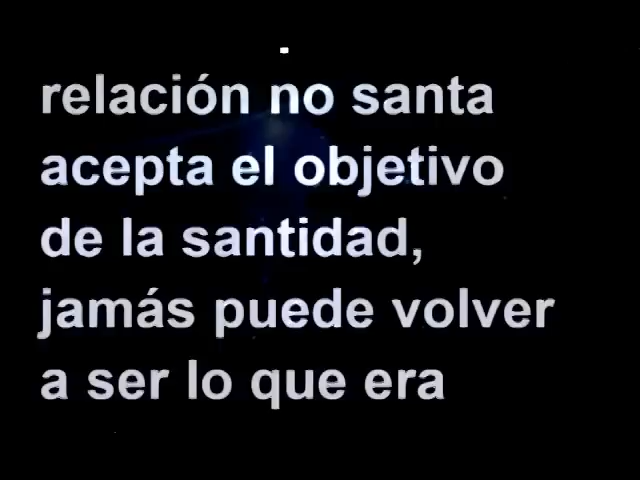 relación no santa
acepta el objetivo
de la santidad,
jamás puede volver
a ser lo que era